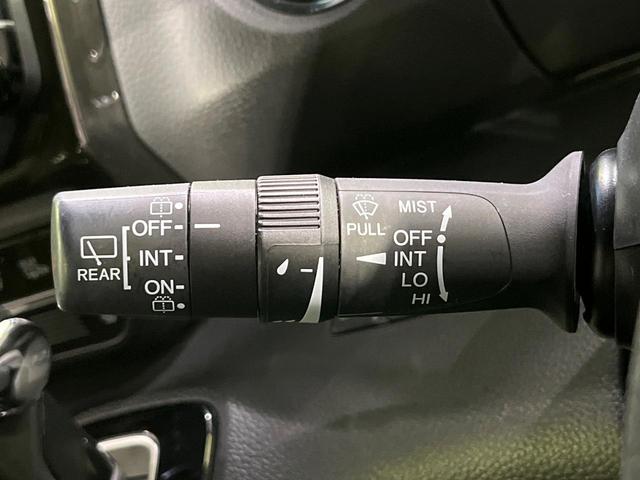 OFF
REAR
INT
ON
PULL
MIST
OFF
INT
LO
HI